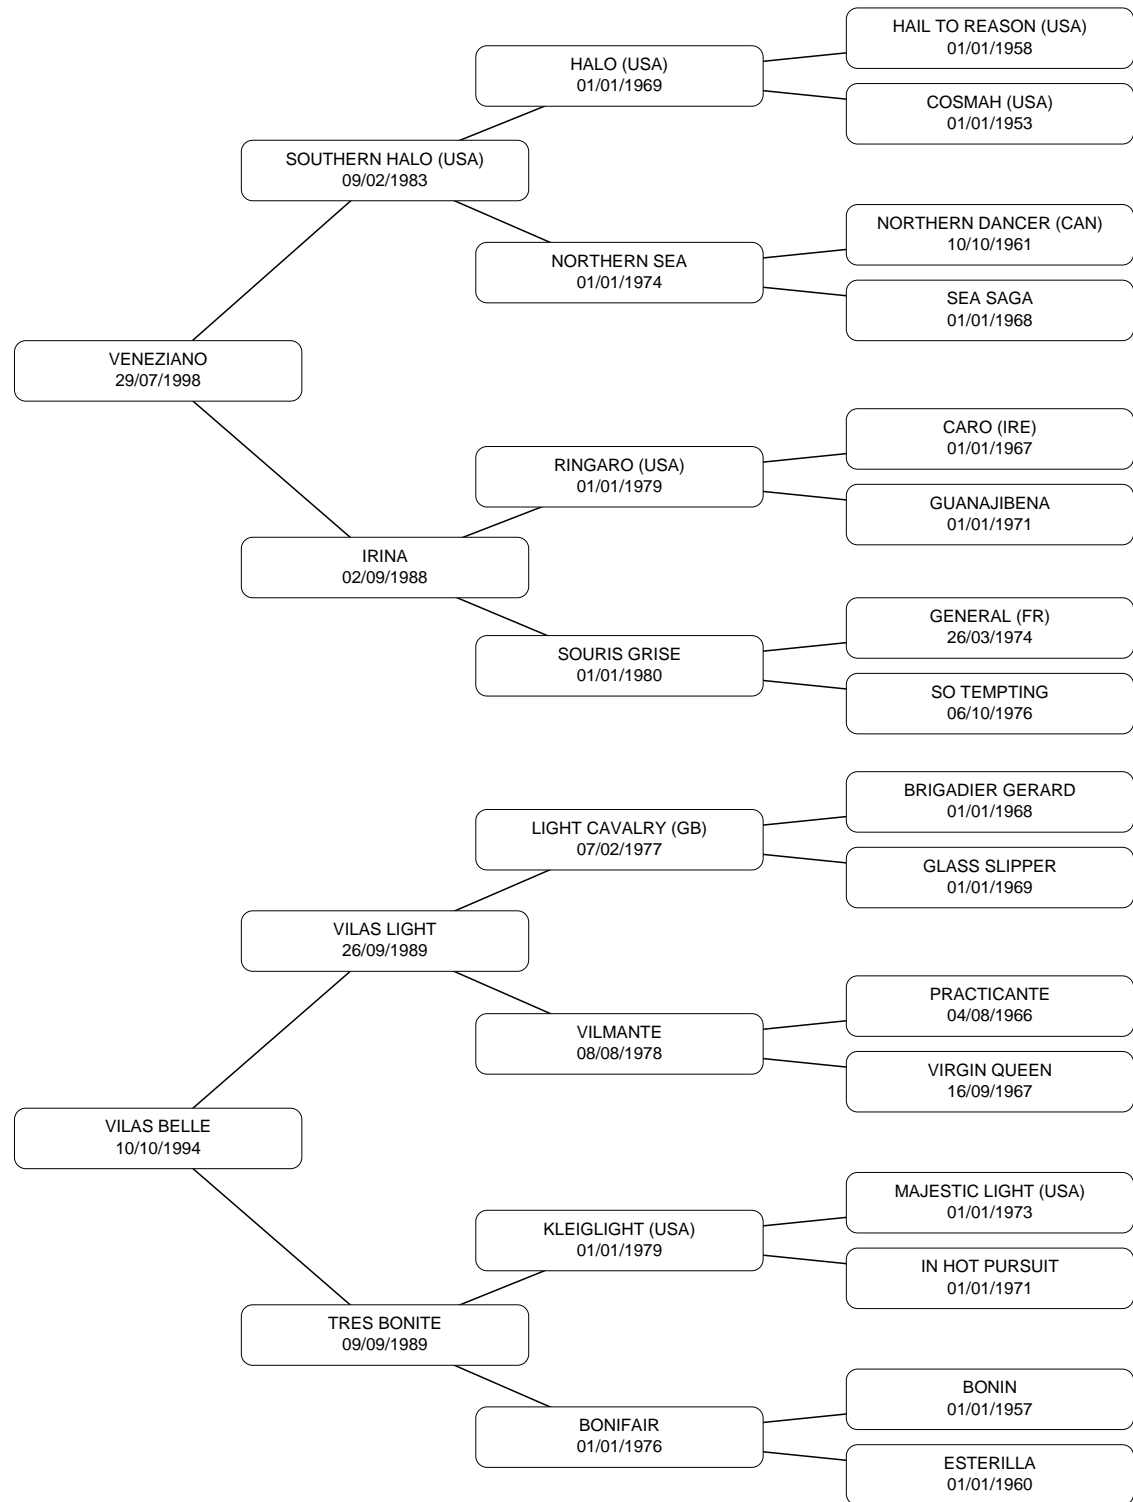 HAIL TO REASON (USA)
01/01/1958
HALO (USA)
01/01/1969
COSMAH (USA)
01/01/1953
SOUTHERN HALO (USA)
09/02/1983
NORTHERN DANCER (CAN)
10/10/1961
NORTHERN SEA
01/01/1974
SEA SAGA
01/01/1968
VENEZIANO
29/07/1998
CARO (IRE)
01/01/1967
RINGARO (USA)
01/01/1979
GUANAJIBENA
01/01/1971
IRINA
02/09/1988
GENERAL (FR)
26/03/1974
SOURIS GRISE
01/01/1980
SO TEMPTING
06/10/1976
BRIGADIER GERARD
01/01/1968
LIGHT CAVALRY (GB)
07/02/1977
GLASS SLIPPER
01/01/1969
VILAS LIGHT
26/09/1989
PRACTICANTE
04/08/1966
VILMANTE
08/08/1978
VIRGIN QUEEN
16/09/1967
VILAS BELLE
10/10/1994
MAJESTIC LIGHT (USA)
01/01/1973
KLEIGLIGHT (USA)
01/01/1979
IN HOT PURSUIT
01/01/1971
TRES BONITE
09/09/1989
BONIN
01/01/1957
BONIFAIR
01/01/1976
ESTERILLA
01/01/1960